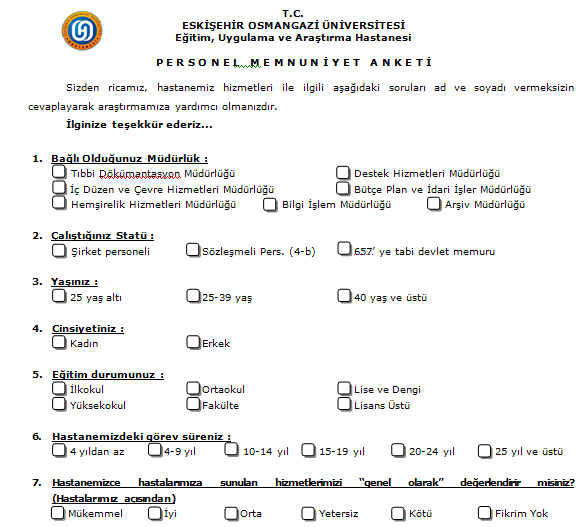 T.C.
ESKİŞEHİR OSMANGAZİ ÜNİVERSİTESİ
Eğitim, Uygulama ve Araştırma Hastanesi
PERSONEL MEMNUNİYET ANKETİ
Sizden ricamız, hastanemiz hizmetleri ile ilgili aşağıdaki soruları ad ve soyadı vermeksizin
cevaplayarak araştırmamıza yardımcı olmanızdır.
İlginize teşekkür ederiz...
1. Bağlı Olduğunuz Müdürlük :
Tıbbi Dökümantasyon Müdürlüğü Destek Hizmetleri Müdürlüğü
İç Düzen ve Çevre Hizmetleri Müdürlüğü Bütçe Plan ve İdari İşler Müdürlüğü
Hemşirelik Hizmetleri Müdürlüğü Bilgi İşlem Müdürlüğü Arşiv Müdürlüğü
2. Çalıştığınız Statü :
Şirket personeli Sözleşmeli Pers. (4-b) 657' ye tabi devlet memuru
3. Yaşınız :
25 yaş altı 25-39 yaş 40 yaş ve üstü
4. Cinsiyetiniz :
Kadın Erkek
5. Eğitim durumunuz :
İlkokul Ortaokul Lise ve Dengi
Yüksekokul Fakülte Lisans Üstü
6. Hastanemizdeki görev süreniz :
4 yıldan az 4-9 yıl 10-14 yıl 15-19 yıl 20-24 yıl 25 yıl ve üstü
7. Hastanemizce hastalarımıza sunulan hizmetlerimizi "genel olarak" değerlendirir misiniz?
(Hastalarımız açısından)
Mükemmel İyi Orta Yetersiz Kötü Fikrim Yok